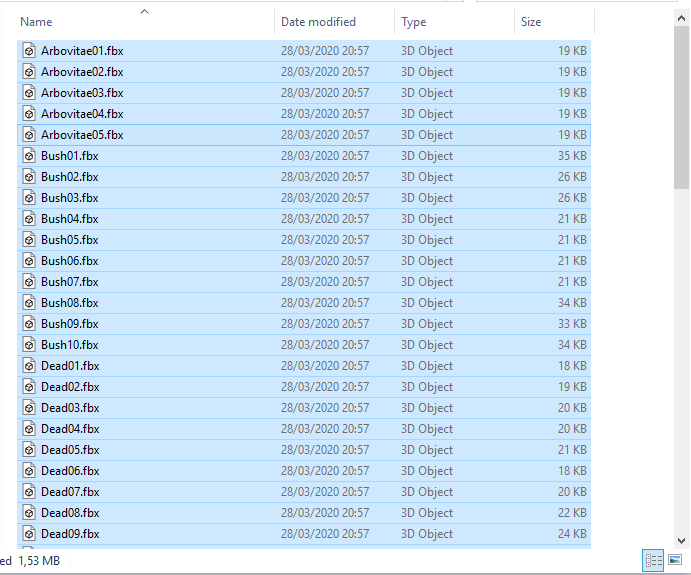 Name Date modified Type Size
Arbovitae01.fbx 28/03/2020 20:57 3D Object 19 KB
Arbovitae02.fbx 28/03/2020 20:57 3D Object 19 KB
Arbovitae03.fbx 28/03/2020 20:57 3D Object 19 KB
Arbovitae04.fbx 28/03/2020 20:57 3D Object 19 KB
Arbovitae05.fbx 28/03/2020 20:57 3D Object 19 KB
Bush01.fbx 28/03/2020 20:57 3D Object 35 KB
Bush02.fbx 28/03/2020 20:57 3D Object 26 KB
Bush03.fbx 28/03/2020 20:57 3D Object 26 KB
Bush04.fbx 28/03/2020 20:57 3D Object 21 KB
Bush05.fbx 28/03/2020 20:57 3D Object 21 KB
Bush06.fbx 28/03/2020 20:57 3D Object 21 KB
Bush07.fbx 28/03/2020 20:57 3D Object 21 KB
Bush08.fbx 28/03/2020 20:57 3D Object 34 KB
Bush09.fbx 28/03/2020 20:57 3D Object 33 KB
Bush10.fbx 28/03/2020 20:57 3D Object 34 KB
Dead01.fbx 28/03/2020 20:57 3D Object 18 KB
Dead02.fbx 28/03/2020 20:57 3D Object 19 KB
Dead03.fbx 28/03/2020 20:57 3D Object 20 KB
Dead04.fbx 28/03/2020 20:57 3D Object 20 KB
Dead05.fbx 28/03/2020 20:57 3D Object 21 KB
Dead06.fbx 28/03/2020 20:57 3D Object 18 KB
Dead07.fbx 28/03/2020 20:57 3D Object 20 KB
Dead08.fbx 28/03/2020 20:57 3D Object 22 KB
Dead09.fbx 28/03/2020 20:57 3D Object 24 KB
ed 1,53 MB